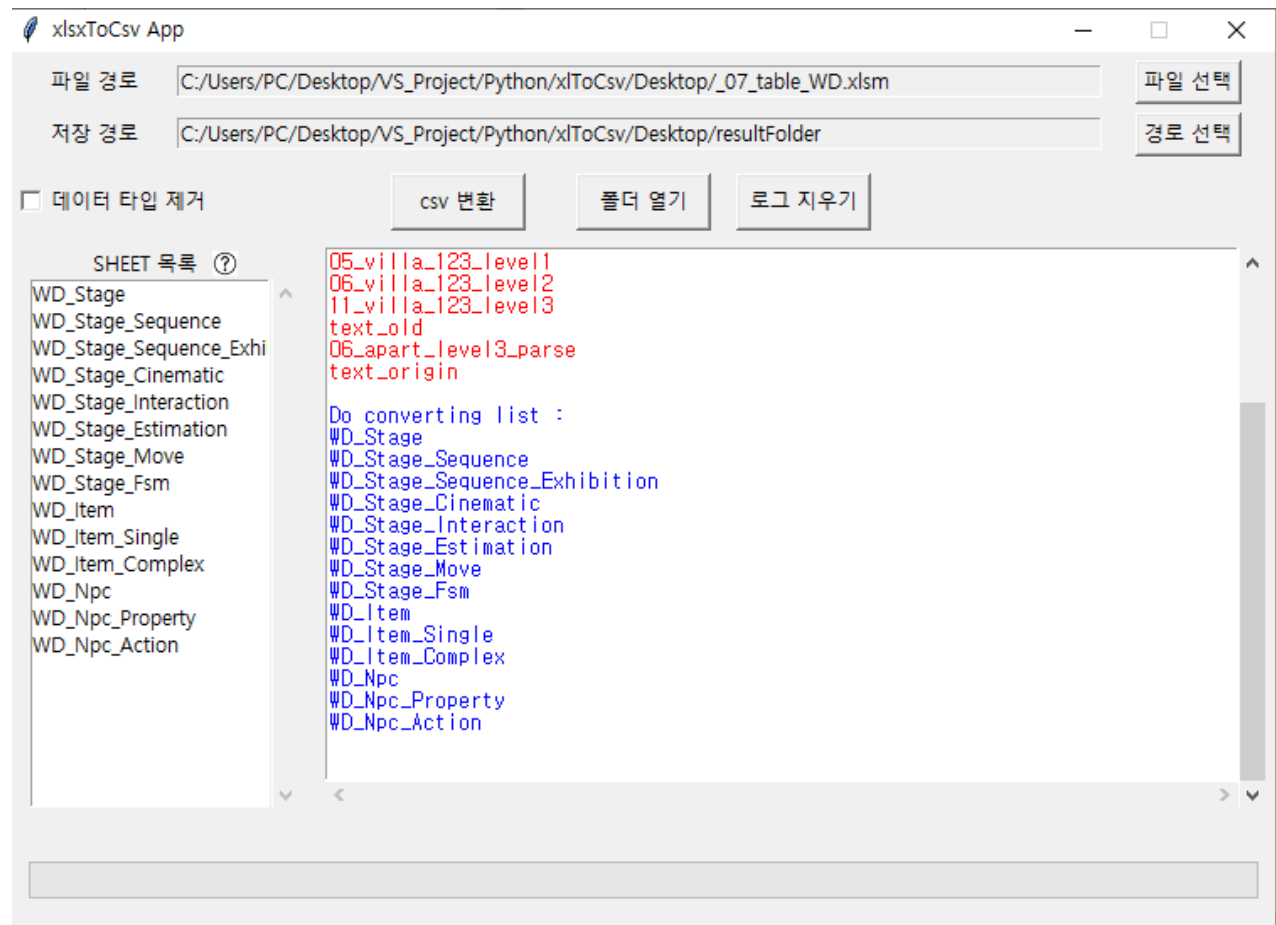 xlsxToCsv App
파일 경로 C:/Users/PC/Desktop/VS_Project/Python/xlToCsv/Desktop/_07_table_WD.xlsm 파일 선택
저장 경로 C:/Users/PC/Desktop/VS_Project/Python/xlToCsv/Desktop/resultFolder 경로 선택
데이터 타입 제거 csv 변환 폴더 열기 로그 지우기
SHEET 목록 ?
WD_Stage
WD_Stage_Sequence
WD_Stage_Sequence_Exhi
WD_Stage_Cinematic
WD_Stage_Interaction
WD_Stage_Estimation
WD_Stage_Move
WD_Stage_Fsm
WD_Item
WD_Item_Single
WD_Item_Complex
WD_Npc
WD_Npc_Property
WD_Npc_Action
05_villa_123_level1
06_villa_123_level2
11_villa_123_level3
text_old
06_apart_level3_parse
text_origin
Do converting list :
WD_Stage
WD_Stage_Sequence
WD_Stage_Sequence_Exhibition
WD_Stage_Cinematic
WD_Stage_Interaction
WD_Stage_Estimation
WD_Stage_Move
WD_Stage_Fsm
WD_Item
WD_Item_Single
WD_Item_Complex
WD_Npc
WD_Npc_Property
WD_Npc_Action